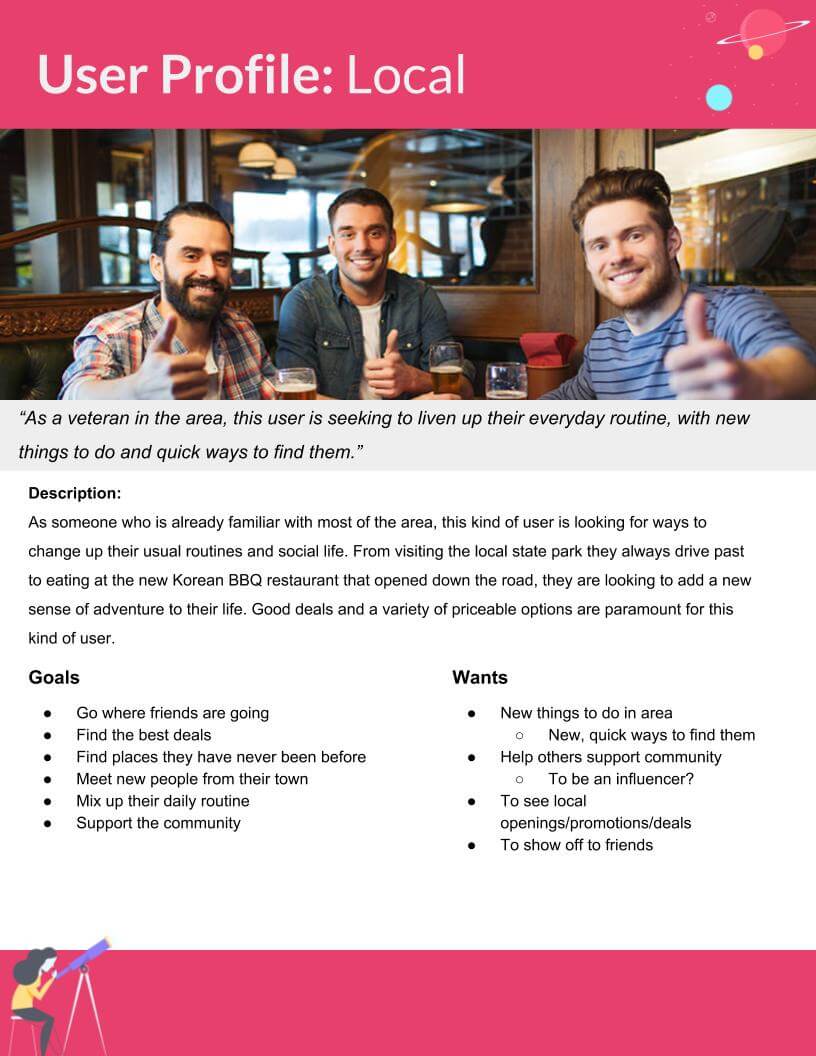 User Profile: Local
“As a veteran in the area, this user is seeking to liven up their everyday routine, with new
things to do and quick ways to find them.”
Description:
As someone who is already familiar with most of the area, this kind of user is looking for ways to
change up their usual routines and social life. From visiting the local state park they always drive past
to eating at the new Korean BBQ restaurant that opened down the road, they are looking to add a new
sense of adventure to their life. Good deals and a variety of priceable options are paramount for this
kind of user.
Goals
● Go where friends are going
● Find the best deals
● Find places they have never been before
● Meet new people from their town
● Mix up their daily routine
● Support the community
Wants
● New things to do in area
○ New, quick ways to find them
● Help others support community
○ To be an influencer?
● To see local
openings/promotions/deals
● To show off to friends